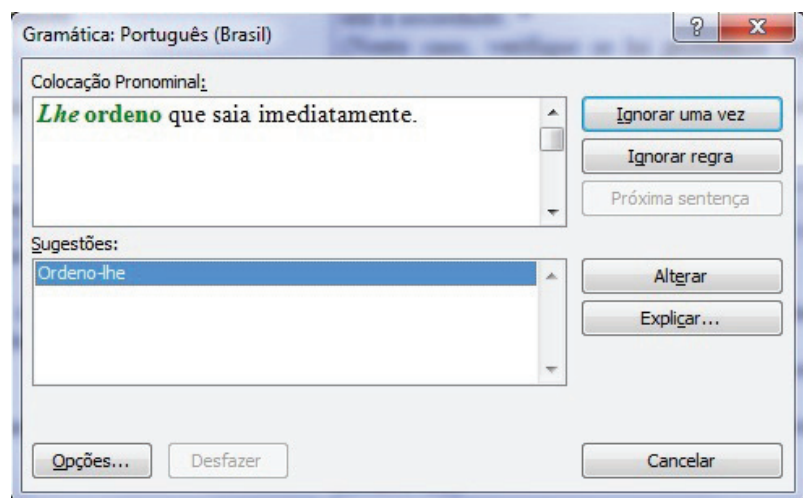 Gramática: Português (Brasil)
Colocação Pronominal:
Lhe ordeno que saia imediatamente.
Ignorar uma vez
Ignorar regra
Próxima sentença
Sugestões:
Ordeno-lhe
Alterar
Explicar...
Opções...
Desfazer
Cancelar